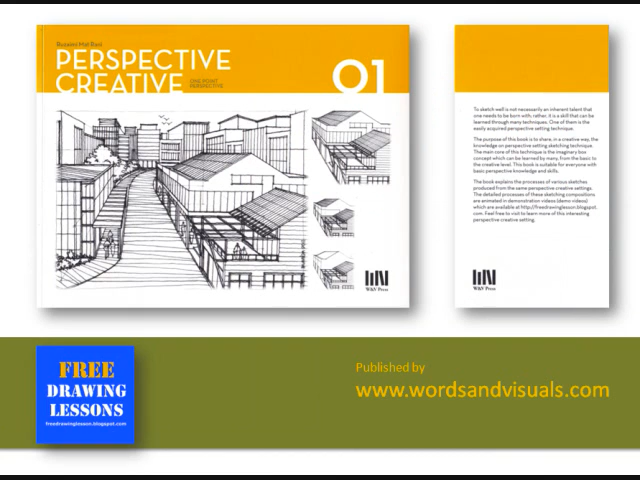 Rozaimi Mat Rani
PERSPECTIVE
CREATIVE
ONE POINT
PERSPECTIVE
01
W&V Press
To sketch well is not necessarily an inherent talent that
one needs to be born with; rather, it is a skill that can be
learned through many techniques. One of them is the
easily acquired perspective setting technique.
The purpose of this book is to share, in a creative way, the
knowledge on perspective setting sketching technique.
The main core of this technique is the imaginary box
concept which can be learned by many, from the basic to
the creative level. This book is suitable for everyone with
basic perspective knowledge and skills.
The book explains the processes of various sketches
produced from the same perspective creative settings.
The detailed processes of these sketching compositions
are animated in demonstration videos (demo videos)
which are available at http://freedrawinglesson.blogspot.
com. Feel free to visit to learn more of this interesting
perspective creative setting.
W&V Press
FREE
DRAWING
LESSONS
freedrawinglesson.blogspot.com
Published by
www.wordsandvisuals.com